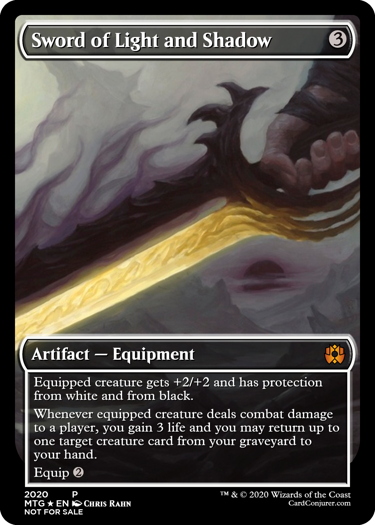 Sword of Light and Shadow 3
Artifact — Equipment
Equipped creature gets +2/+2 and has protection
from white and from black.
Whenever equipped creature deals combat damage
to a player, you gain 3 life and you may return up to
one target creature card from your graveyard to
your hand.
Equip 2
2020 P
MTG ★ EN Chris Rahn
NOT FOR SALE
™ & © 2020 Wizards of the Coast
CardConjurer.com